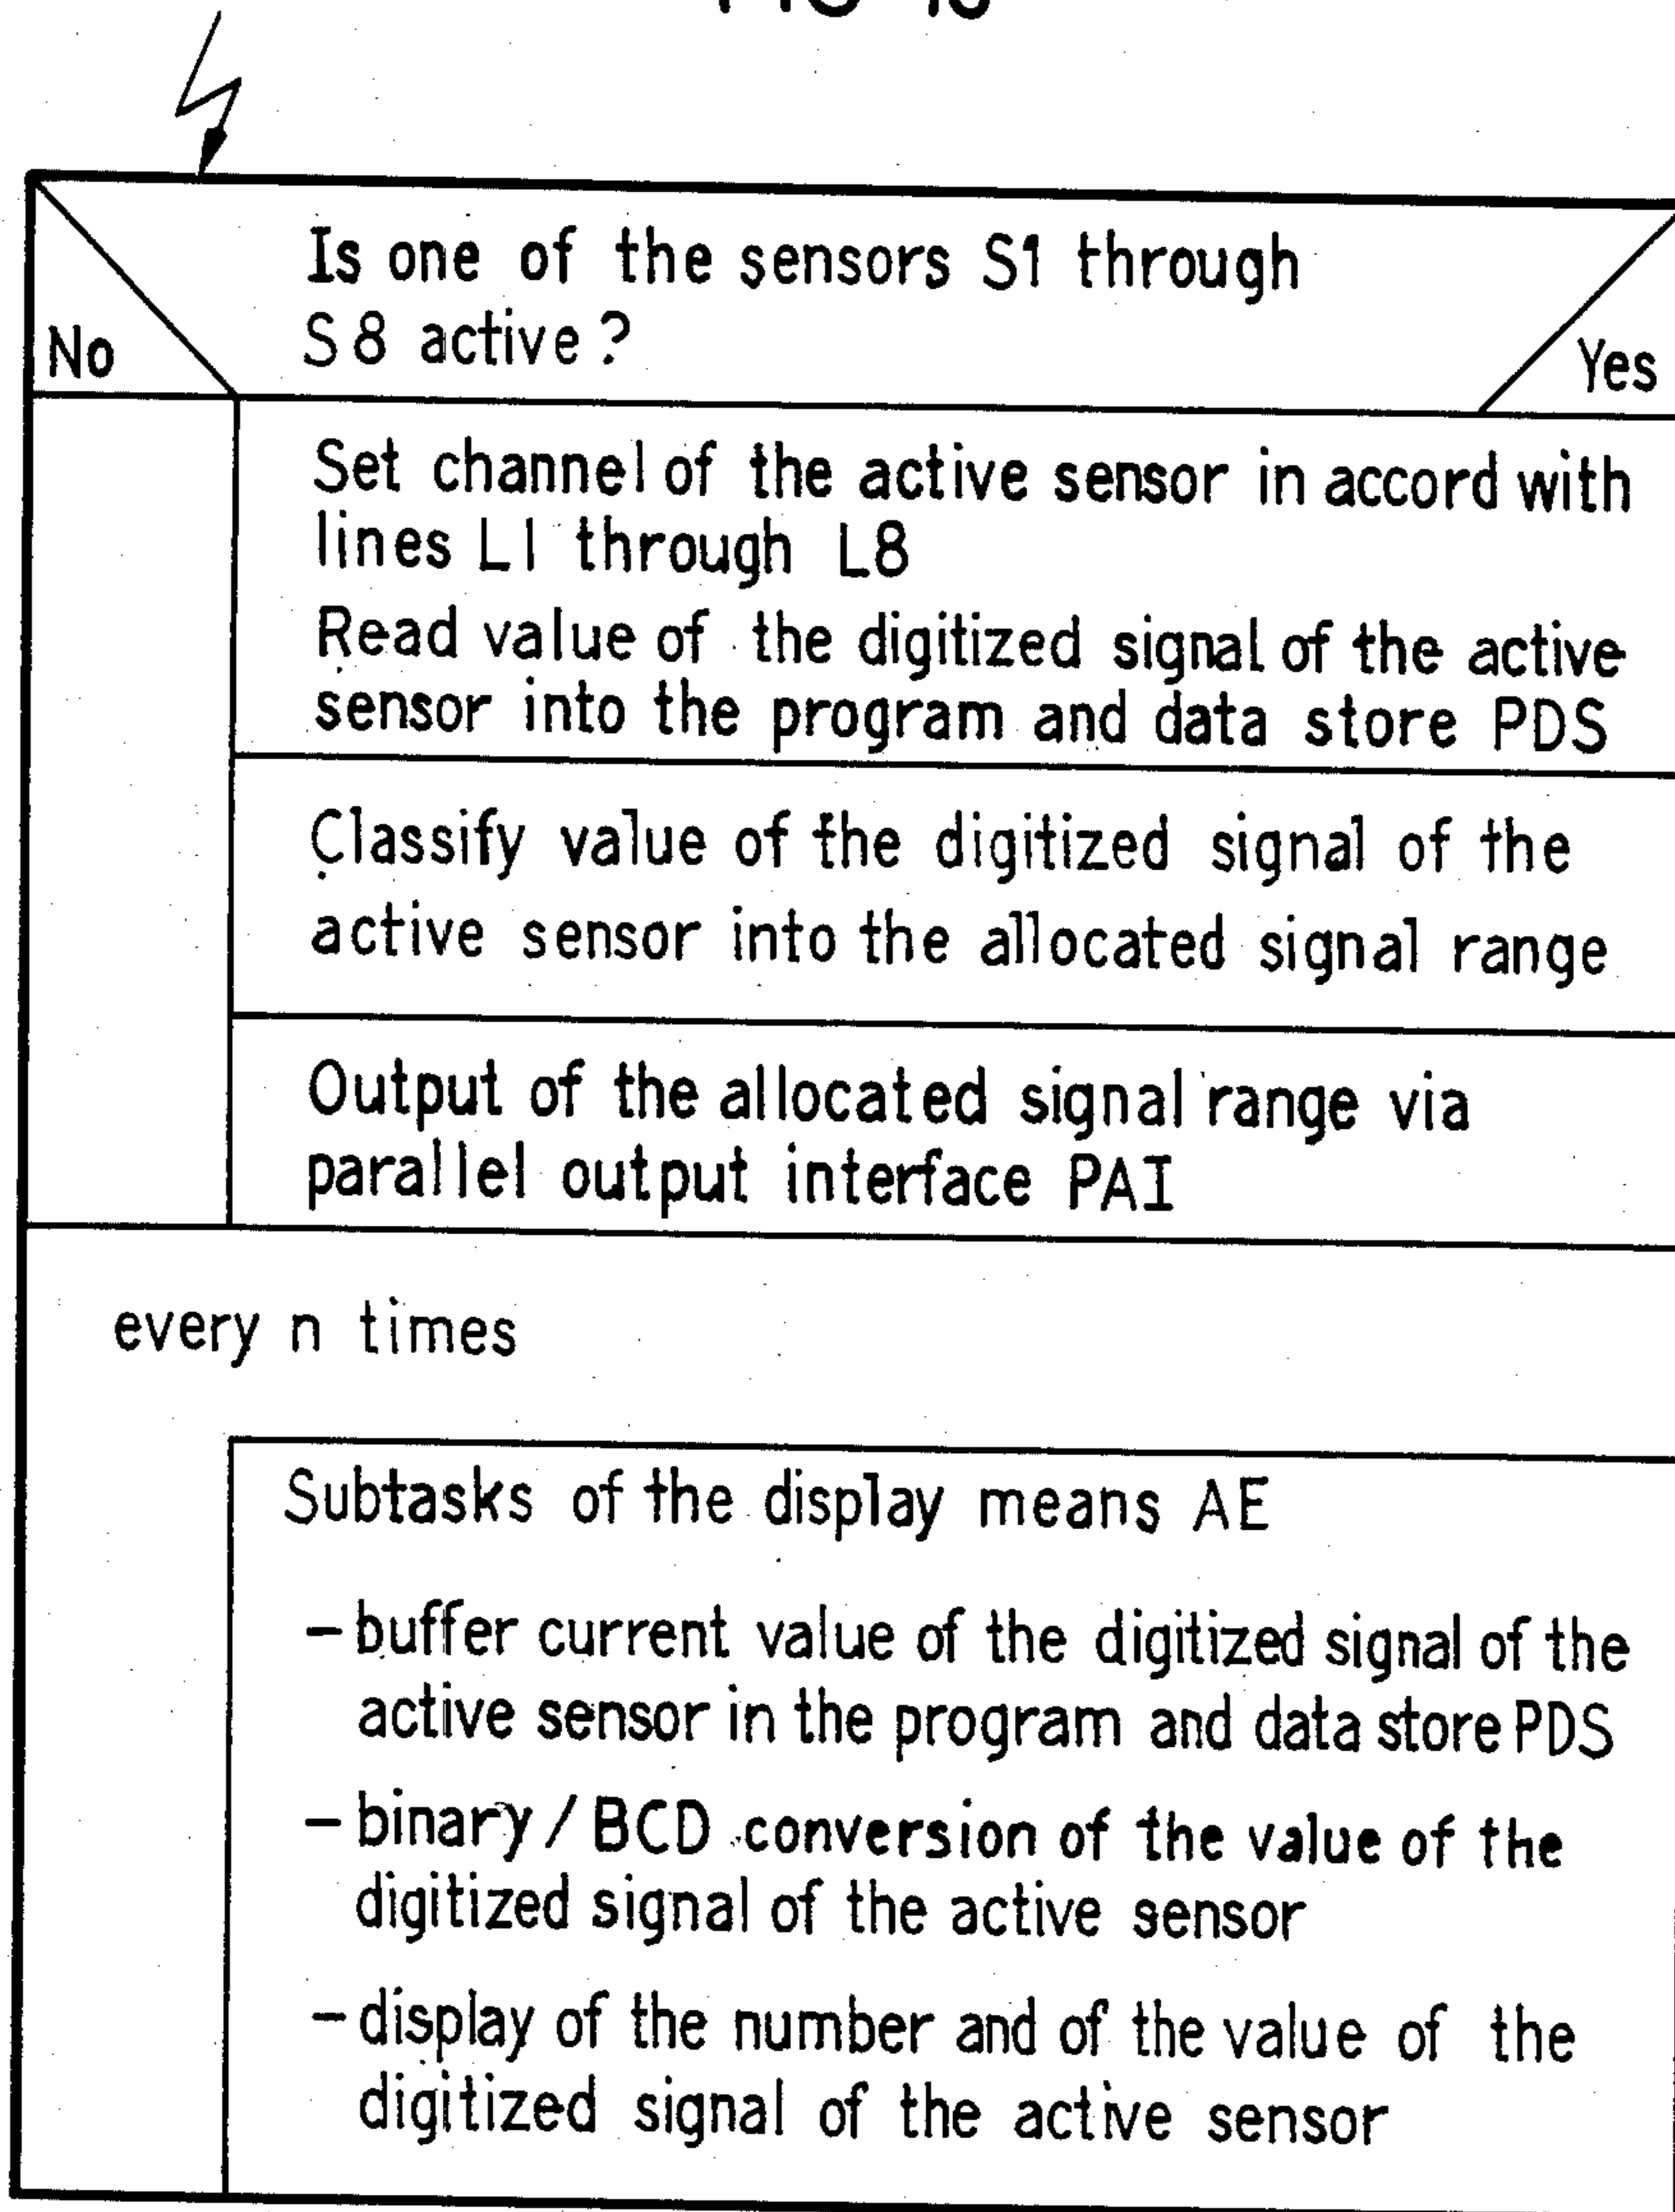 Is one of the sensors S1 through
S8 active?
No
Yes
Set channel of the active sensor in accord with
lines L1 through L8
Read value of the digitized signal of the active
sensor into the program and data store PDS
Classify value of the digitized signal of the
active sensor into the allocated signal range
Output of the allocated signal range via
parallel output interface PAI
every n times
Subtasks of the display means AE
– buffer current value of the digitized signal of the
active sensor in the program and data store PDS
– binary / BCD conversion of the value of the
digitized signal of the active sensor
– display of the number and of the value of the
digitized signal of the active sensor